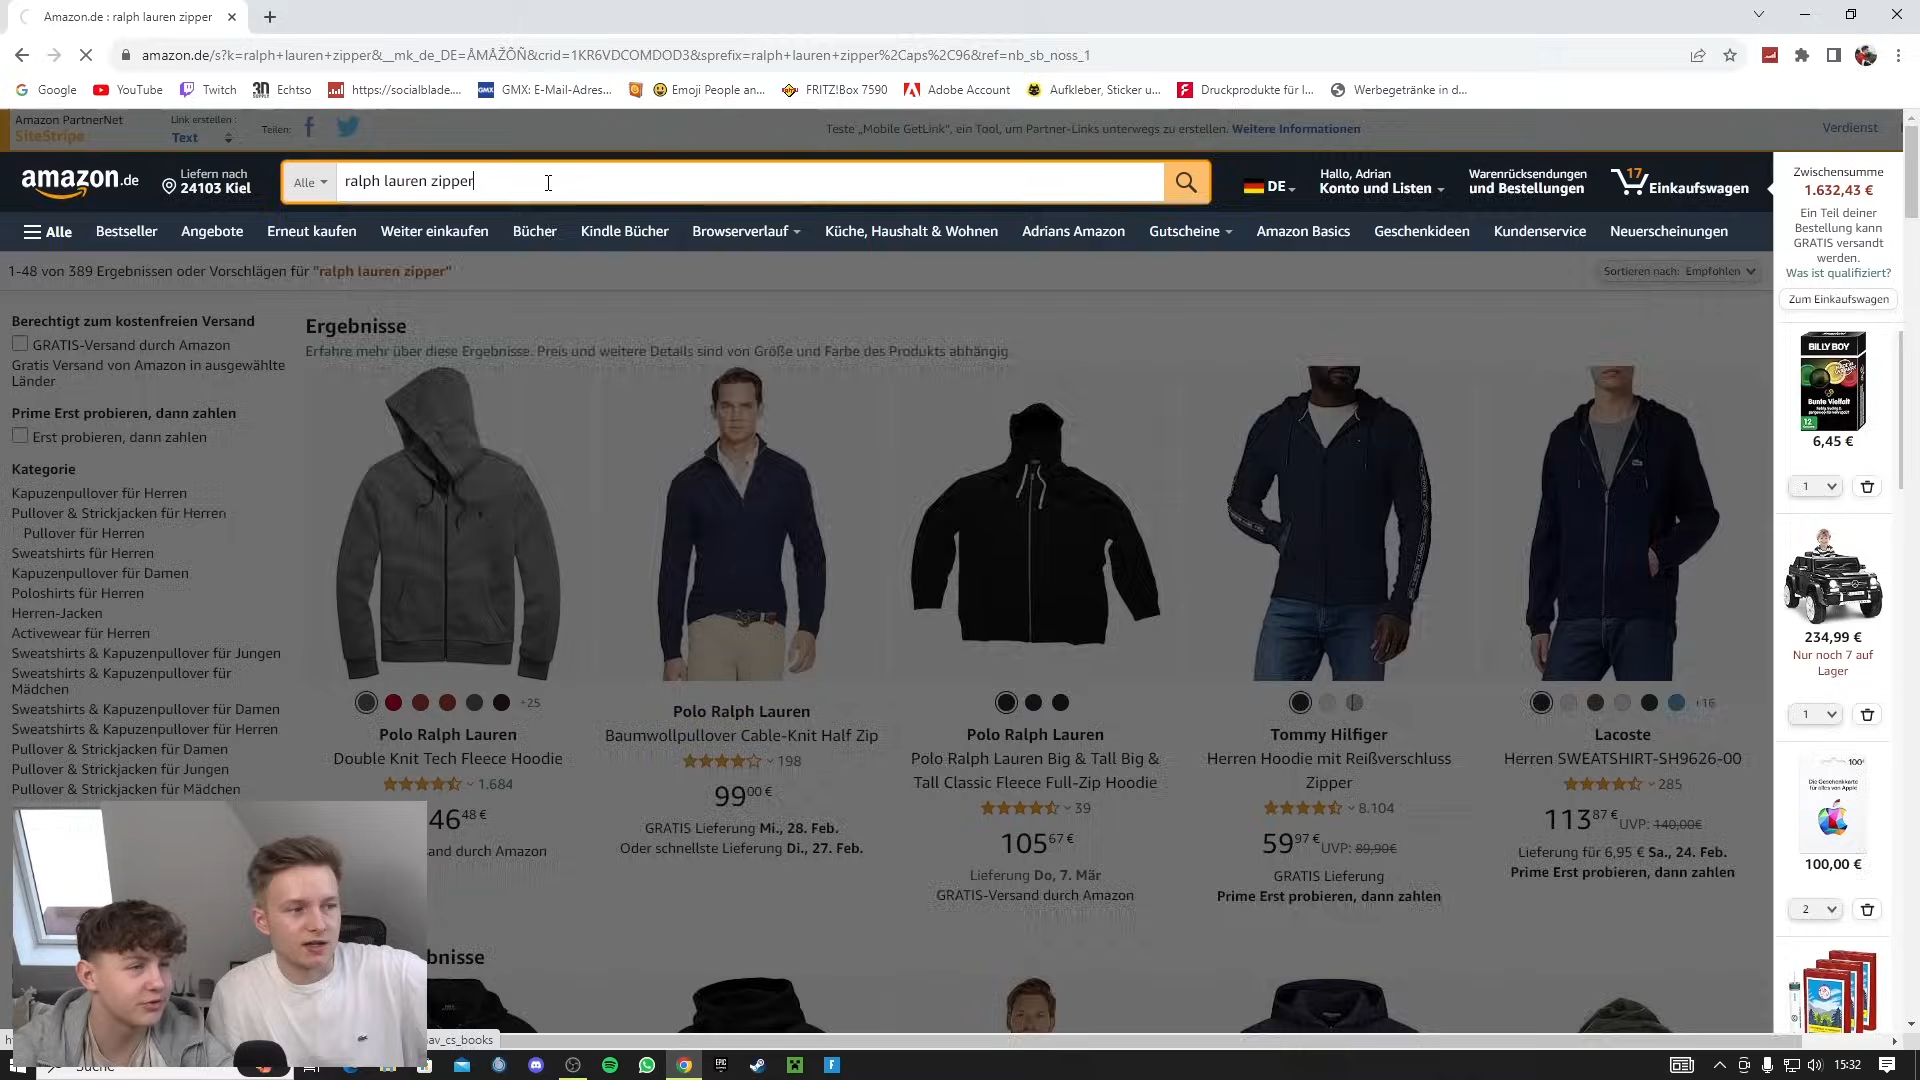 Amazon.de : ralph lauren zipper
amazon.de/s?k=ralph+lauren+zipper&__mk_de_DE=ÅMÅŽÕÑ&crid=1KR6VDCOMDOD3&sprefix=ralph+lauren+zipper%2Caps%2C96&ref=nb_sb_noss_1
Google YouTube Twitch Echtso https://socialblade.... GMX: E-Mail-Adres... Emoji People an... FRITZ!Box 7590 Adobe Account Aufkleber, Sticker u... Druckprodukte für I... Werbegetränke in d...
Amazon PartnerNet
SiteStripe
Link erstellen :
Text
Teilen:
Teste „Mobile GetLink“, ein Tool, um Partner-Links unterwegs zu erstellen. Weitere Informationen
Verdienst
amazon.de
Liefern nach
24103 Kiel
Alle
ralph lauren zipper
DE
Hallo, Adrian
Konto und Listen
Warenrücksendungen
und Bestellungen
17
Einkaufswagen
Alle Bestseller Angebote Erneut kaufen Weiter einkaufen Bücher Kindle Bücher Browserverlauf Küche, Haushalt & Wohnen Adrians Amazon Gutscheine Amazon Basics Geschenkideen Kundenservice Neuerscheinungen
1-48 von 389 Ergebnissen oder Vorschlägen für "ralph lauren zipper"
Sortieren nach: Empfohlen
Berechtigt zum kostenfreien Versand
GRATIS-Versand durch Amazon
Gratis Versand von Amazon in ausgewählte
Länder
Prime Erst probieren, dann zahlen
Erst probieren, dann zahlen
Kategorie
Kapuzenpullover für Herren
Pullover & Strickjacken für Herren
Pullover für Herren
Sweatshirts für Herren
Kapuzenpullover für Damen
Poloshirts für Herren
Herren-Jacken
Activewear für Herren
Sweatshirts & Kapuzenpullover für Jungen
Sweatshirts & Kapuzenpullover für
Mädchen
Sweatshirts & Kapuzenpullover für Damen
Sweatshirts & Kapuzenpullover für Herren
Pullover & Strickjacken für Damen
Pullover & Strickjacken für Jungen
Pullover & Strickjacken für Mädchen
Ergebnisse
Erfahre mehr über diese Ergebnisse. Preis und weitere Details sind von Größe und Farbe des Produkts abhängig
+25
Polo Ralph Lauren
Double Knit Tech Fleece Hoodie
1.684
46 48 €
sand durch Amazon
Polo Ralph Lauren
Baumwollpullover Cable-Knit Half Zip
198
99 00 €
GRATIS Lieferung Mi., 28. Feb.
Oder schnellste Lieferung Di., 27. Feb.
Polo Ralph Lauren
Polo Ralph Lauren Big & Tall Big &
Tall Classic Fleece Full-Zip Hoodie
39
105 67 €
Lieferung Do, 7. Mär
GRATIS-Versand durch Amazon
Tommy Hilfiger
Herren Hoodie mit Reißverschluss
Zipper
8.104
59 97 € UVP: 89,90€
GRATIS Lieferung
Prime Erst probieren, dann zahlen
+16
Lacoste
Herren SWEATSHIRT-SH9626-00
285
113 87 € UVP: 140,00€
Lieferung für 6,95 € Sa., 24. Feb.
Prime Erst probieren, dann zahlen
bnisse
Zwischensumme
1.632,43 €
Ein Teil deiner
Bestellung kann
GRATIS versandt
werden.
Was ist qualifiziert?
Zum Einkaufswagen
BILLY BOY
Bunte Vielfalt
12
6,45 €
1
234,99 €
Nur noch 7 auf
Lager
1
100€
Die Geschenkkarte
für alles von Apple
100,00 €
2
nav_cs_books
Suche
15:32